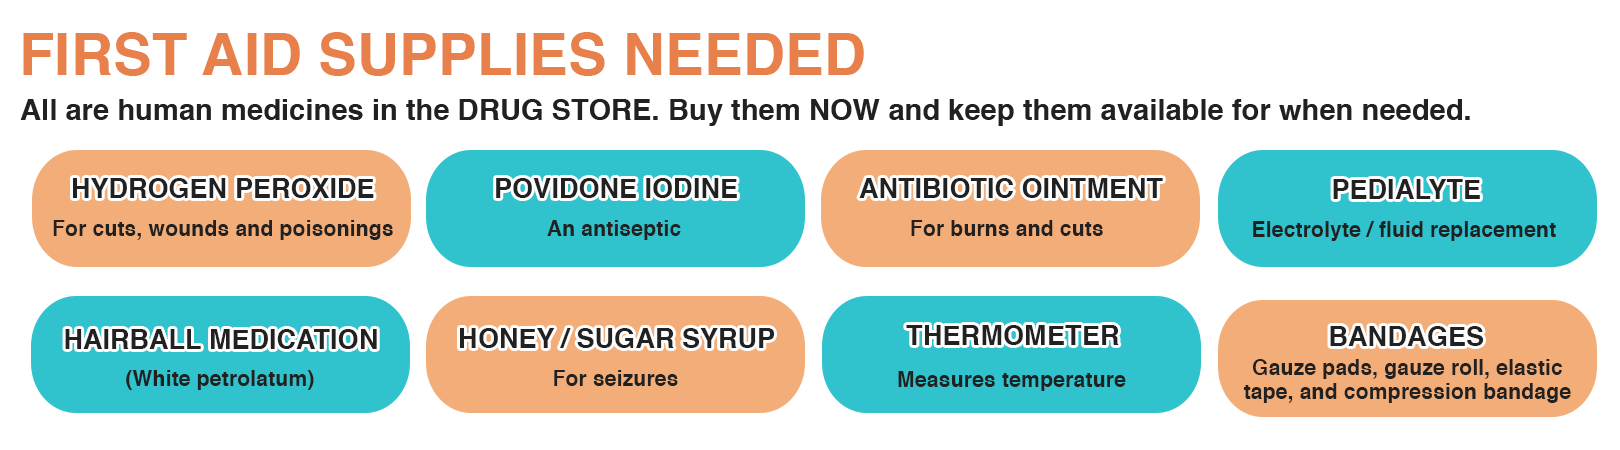 FIRST AID SUPPLIES NEEDED
All are human medicines in the DRUG STORE. Buy them NOW and keep them available for when needed.
HYDROGEN PEROXIDE
For cuts, wounds and poisonings
POVIDONE IODINE
An antiseptic
ANTIBIOTIC OINTMENT
For burns and cuts
PEDIALYTE
Electrolyte / fluid replacement
HAIRBALL MEDICATION
(White petrolatum)
HONEY / SUGAR SYRUP
For seizures
THERMOMETER
Measures temperature
BANDAGES
Gauze pads, gauze roll, elastic
tape, and compression bandage